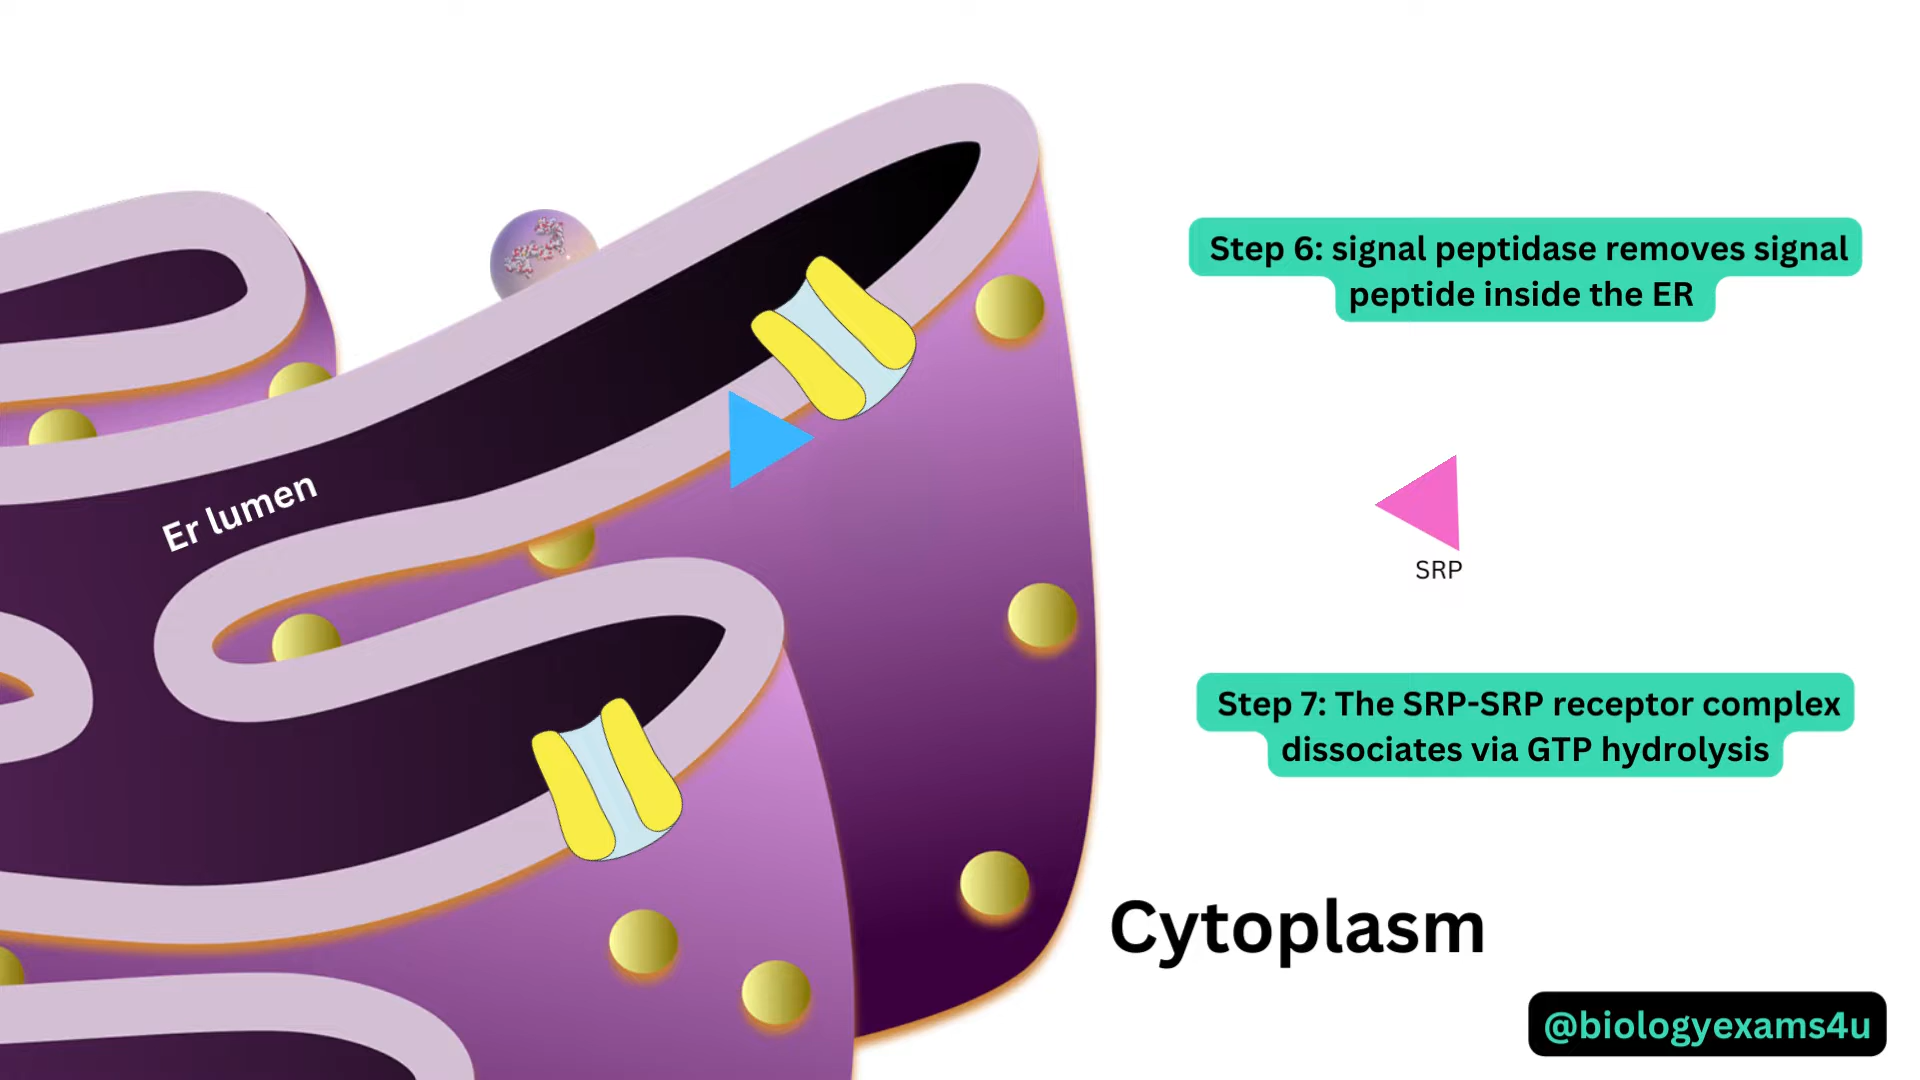 Step 6: signal peptidase removes signal
peptide inside the ER
Er lumen
SRP
Step 7: The SRP-SRP receptor complex
dissociates via GTP hydrolysis
Cytoplasm
@biologyexams4u